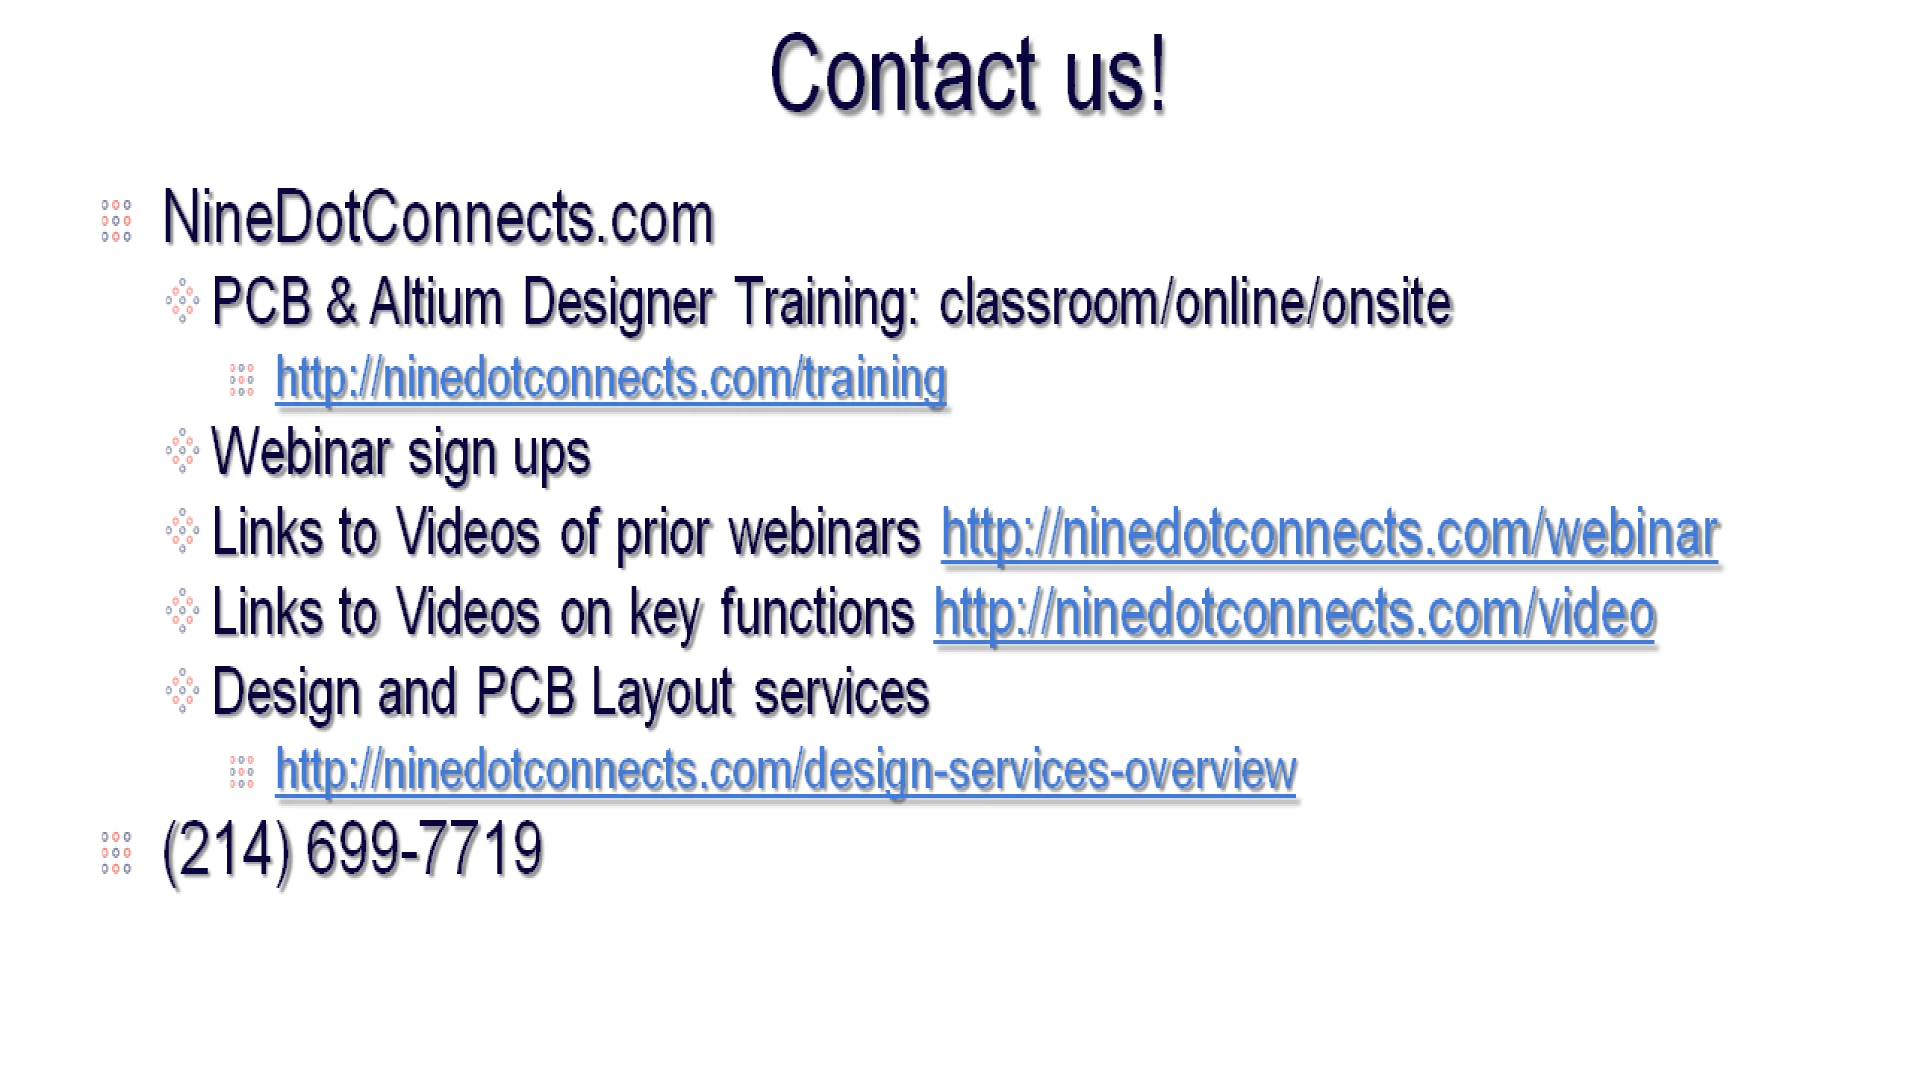 Contact us!
NineDotConnects.com
PCB & Altium Designer Training: classroom/online/onsite
http://ninedotconnects.com/training
Webinar sign ups
Links to Videos of prior webinars http://ninedotconnects.com/webinar
Links to Videos on key functions http://ninedotconnects.com/video
Design and PCB Layout services
http://ninedotconnects.com/design-services-overview
(214) 699-7719